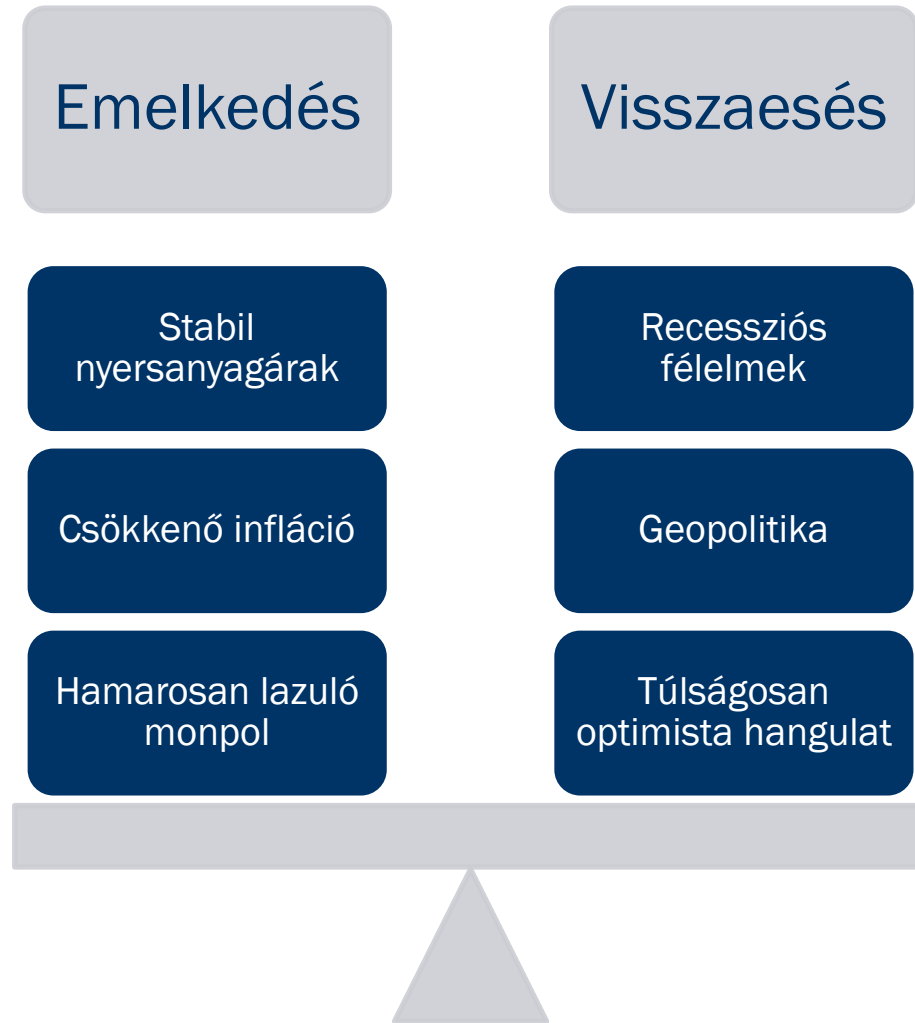 Emelkedés
Stabil
nyersanyagárak
Csökkenő infláció
Hamarosan lazuló
monpol
Visszaesés
Recessziós
félelmek
Geopolitika
Túlságosan
optimista hangulat